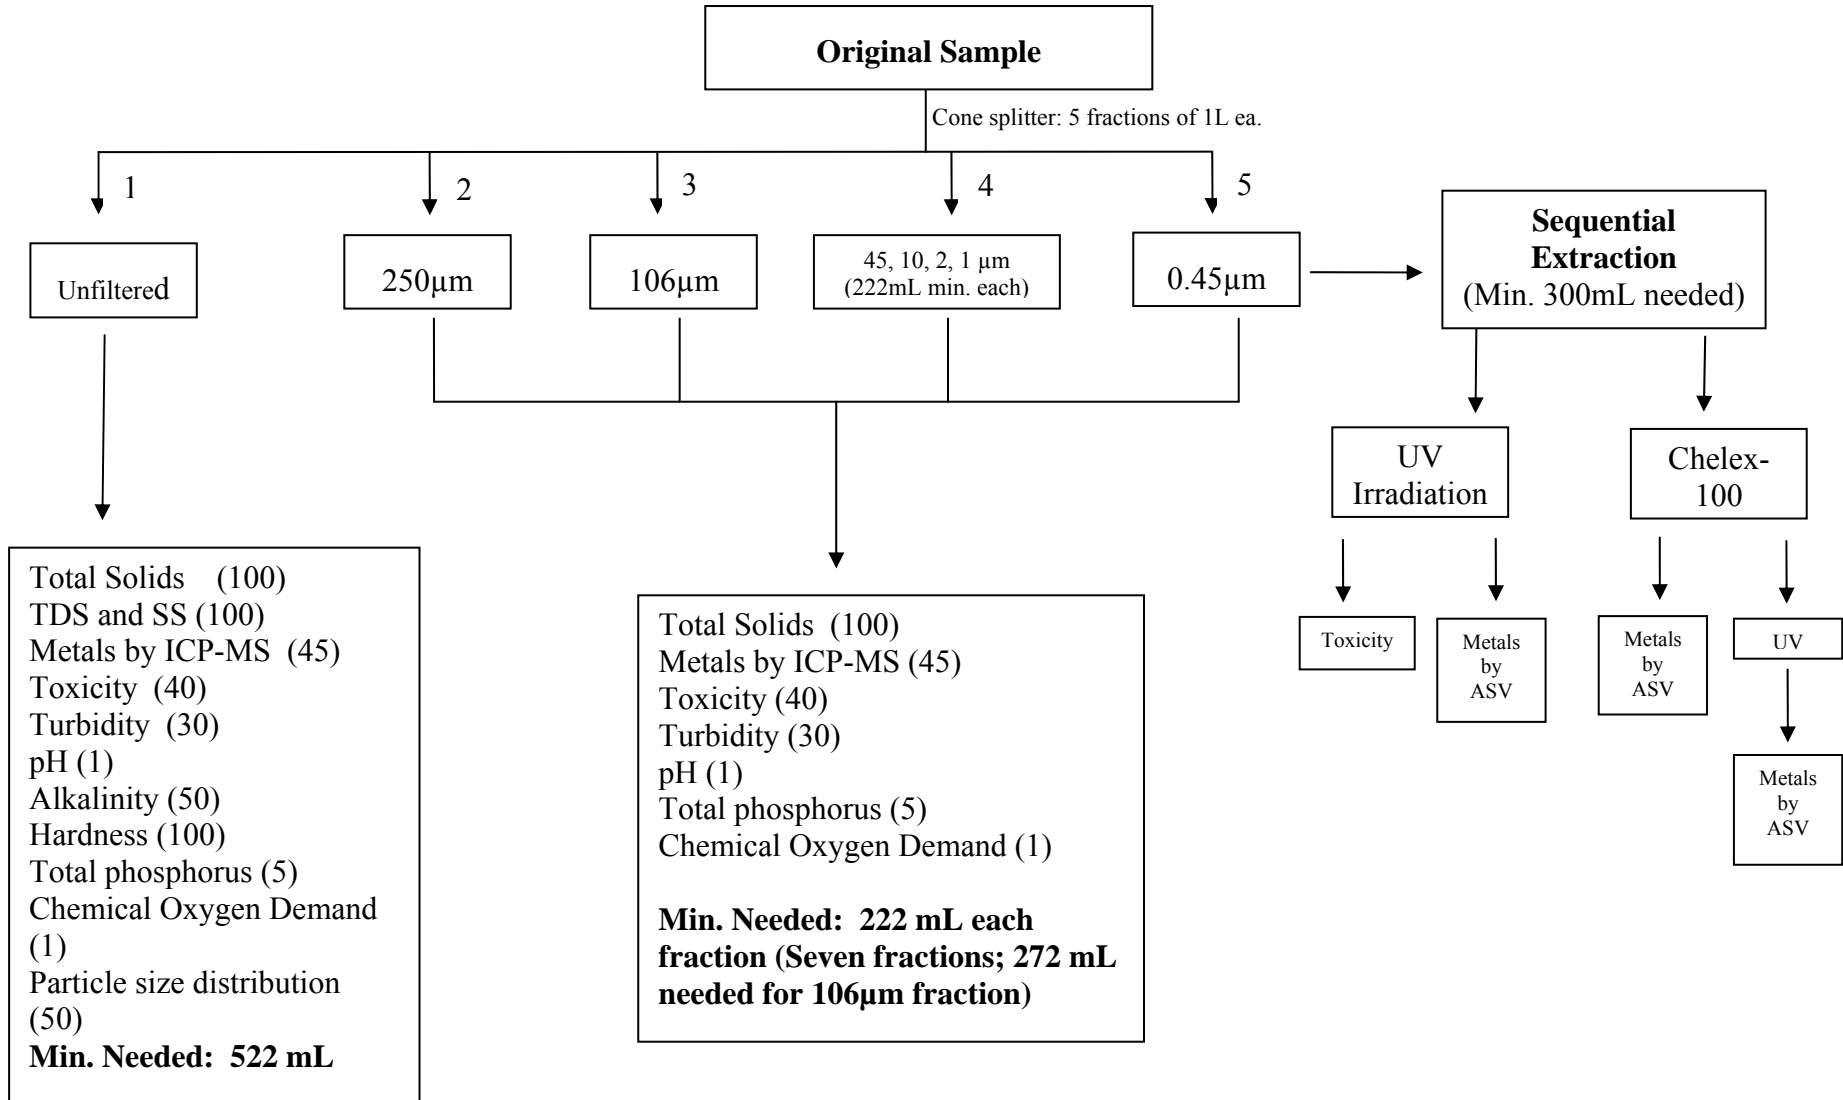 Original Sample
Cone splitter: 5 fractions of 1L ea.
1
2
3
4
5
Unfiltered
250µm
106µm
45, 10, 2, 1 µm
(222mL min. each)
0.45µm
Sequential
Extraction
(Min. 300mL needed)
UV
Irradiation
Chelex-
100
Toxicity
Metals
by
ASV
Metals
by
ASV
UV
Metals
by
ASV
Total Solids (100)
TDS and SS (100)
Metals by ICP-MS (45)
Toxicity (40)
Turbidity (30)
pH (1)
Alkalinity (50)
Hardness (100)
Total phosphorus (5)
Chemical Oxygen Demand
(1)
Particle size distribution
(50)
Min. Needed: 522 mL
Total Solids (100)
Metals by ICP-MS (45)
Toxicity (40)
Turbidity (30)
pH (1)
Total phosphorus (5)
Chemical Oxygen Demand (1)
Min. Needed: 222 mL each
fraction (Seven fractions; 272 mL
needed for 106µm fraction)